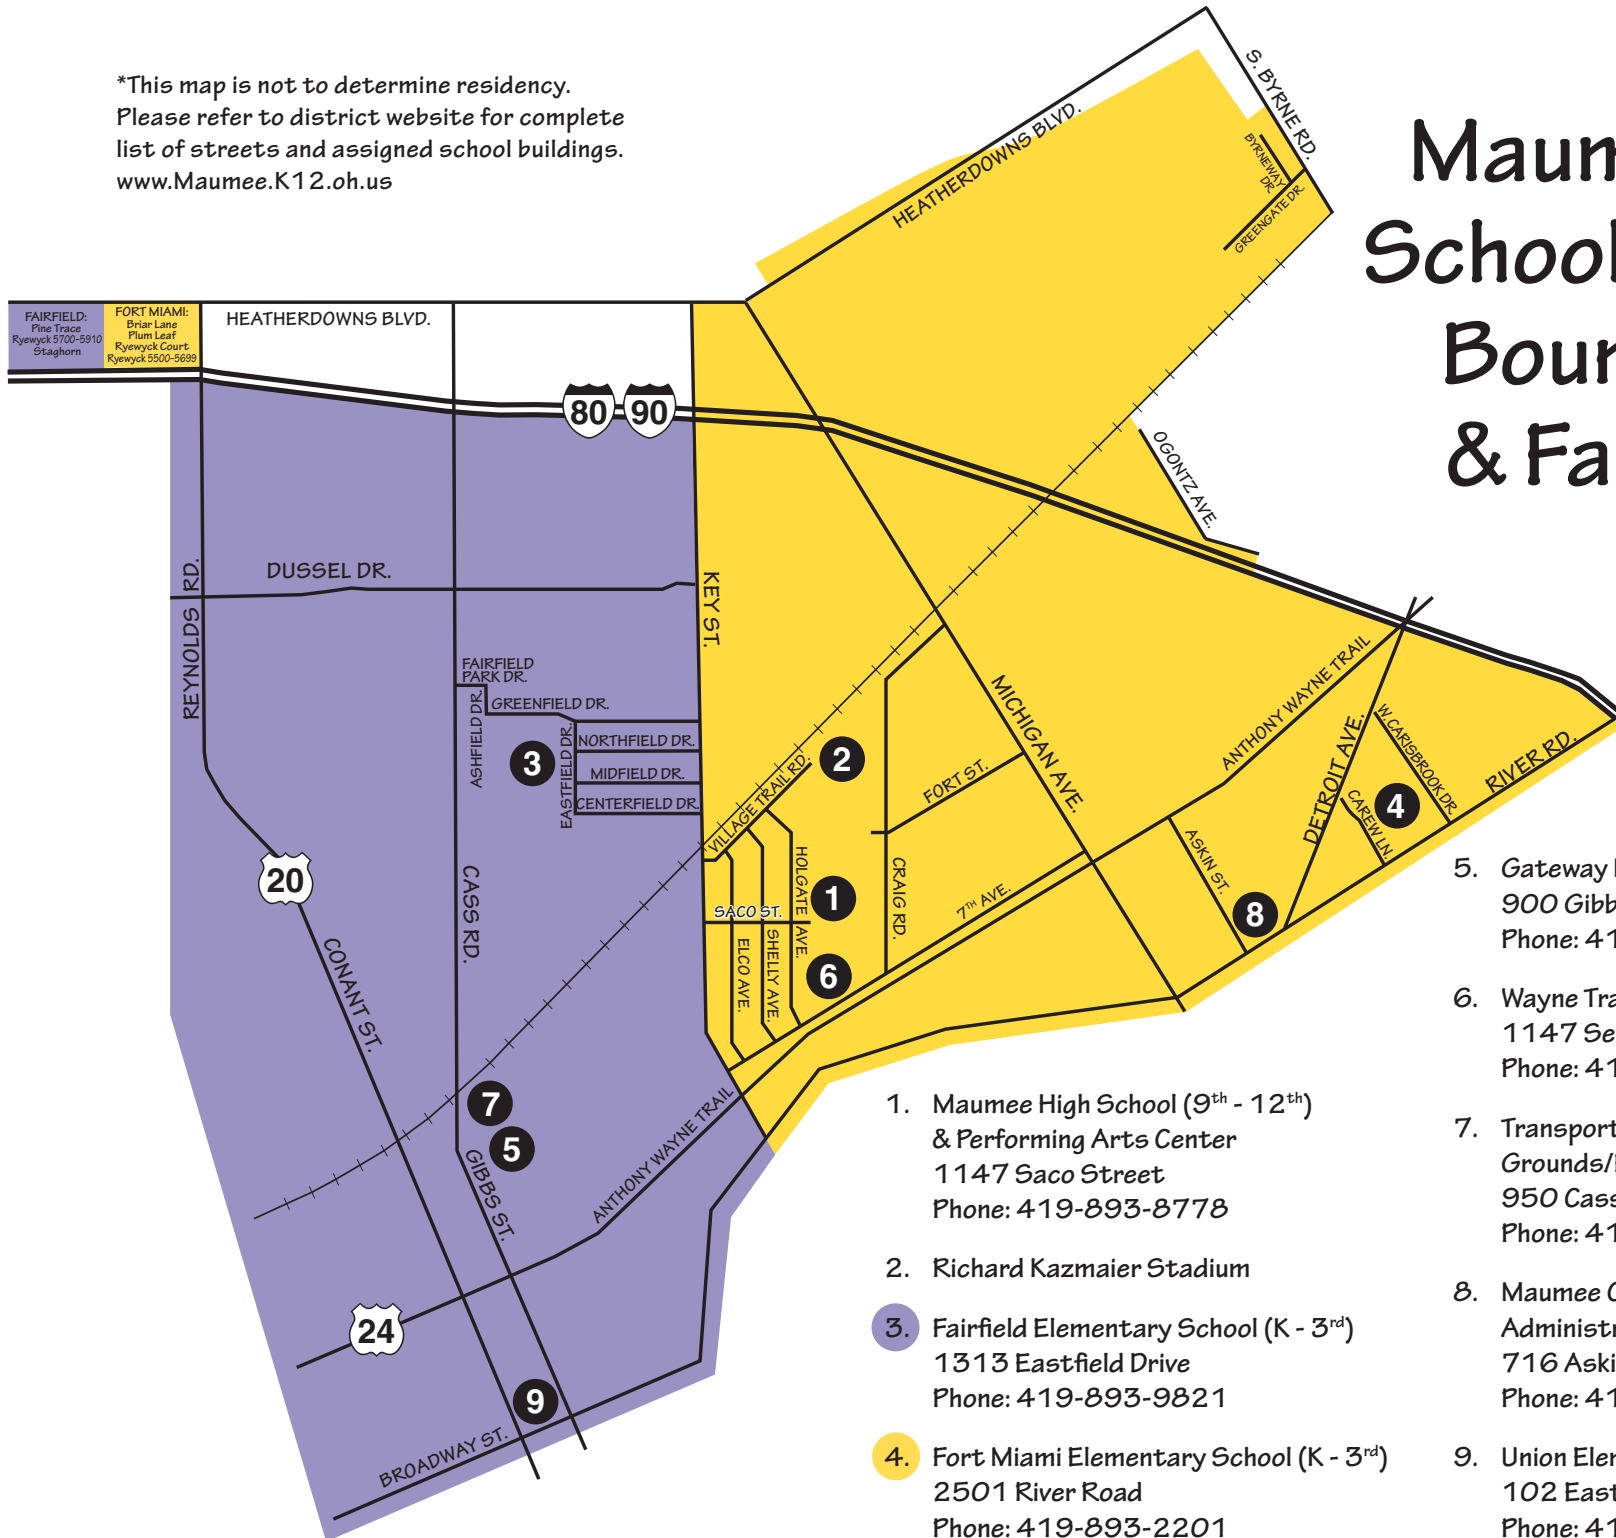 *This map is not to determine residency.
Please refer to district website for complete
list of streets and assigned school buildings.
www.Maumee.K12.oh.us
S. BYRNE RD.
HEATHERDOWNS BLVD.
BYRNEWAY
DR.
GREENGATE DR.
School
& Fa
FAIRFIELD:
Pine Trace
Ryewyck 5700-5910
Staghorn
FORT MIAMI:
Briar Lane
Plum Leaf
Ryewyck Court
Ryewyck 5500-5699
HEATHERDOWNS BLVD.
80
90
OGONTZ AVE.
DUSSEL DR.
REYNOLDS RD.
KEY ST.
FAIRFIELD
PARK DR.
ASHFIELD DR.
GREENFIELD DR.
EASTFIELD DR.
NORTHFIELD DR.
MIDFIELD DR.
CENTERFIELD DR.
3
2
VILLAGE TRAIL RD.
MICHIGAN AVE.
FORT ST.
ANTHONY WAYNE TRAIL
DETROIT AVE.
W. CARISBROOK DR.
CAREW LN.
4
RIVER RD.
ASKIN ST.
8
20
CONANT ST.
CASS RD.
HOLGATE AVE.
SACO ST.
ELCO AVE.
SHELLY AVE.
1
6
CRAIG RD.
7TH AVE.
7
5
GIBBS ST.
ANTHONY WAYNE TRAIL
24
9
BROADWAY ST.
1. Maumee High School (9th - 12th)
& Performing Arts Center
1147 Saco Street
Phone: 419-893-8778
2. Richard Kazmaier Stadium
3. Fairfield Elementary School (K - 3rd)
1313 Eastfield Drive
Phone: 419-893-9821
4. Fort Miami Elementary School (K - 3rd)
2501 River Road
Phone: 419-893-2201
5. Gateway
900 Gibb
Phone: 41
6. Wayne Tra
1147 Se
Phone: 41
7. Transport
Grounds/
950 Cass
Phone: 41
8. Maumee
Administr
716 Aski
Phone: 41
9. Union Elem
102 East
Phone: 41